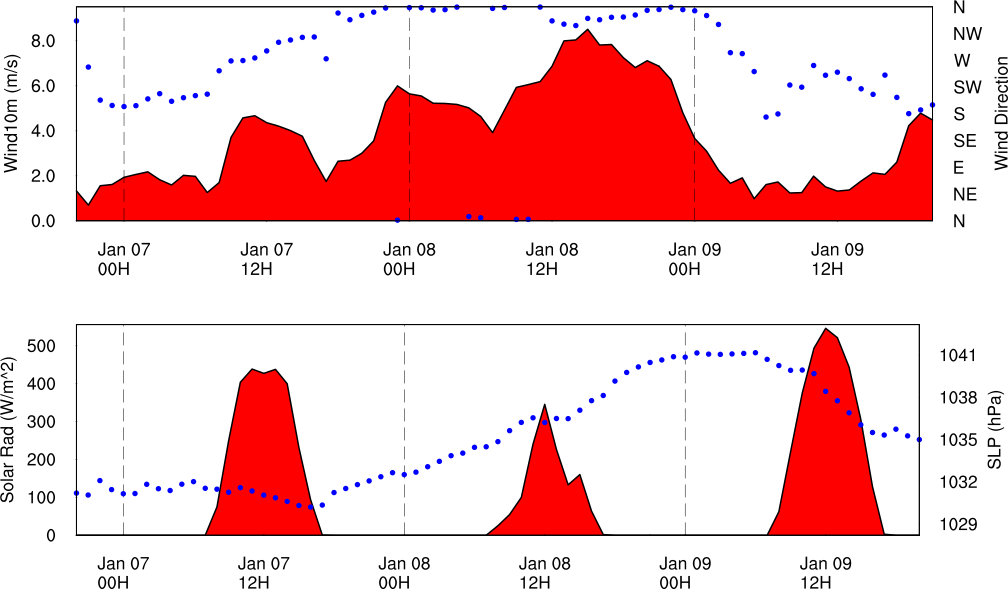 N
8.0 NW
W
6.0 SW
S
4.0 SE
E
2.0 NE
0.0 N
Wind10m (m/s)
Wind Direction
Jan 07 Jan 07 Jan 08 Jan 08 Jan 09 Jan 09
00H 12H 00H 12H 00H 12H
500 1041
400 1038
300 1035
200 1032
100
0 1029
Solar Rad (W/m^2)
SLP (hPa)
Jan 07 Jan 07 Jan 08 Jan 08 Jan 09 Jan 09
00H 12H 00H 12H 00H 12H